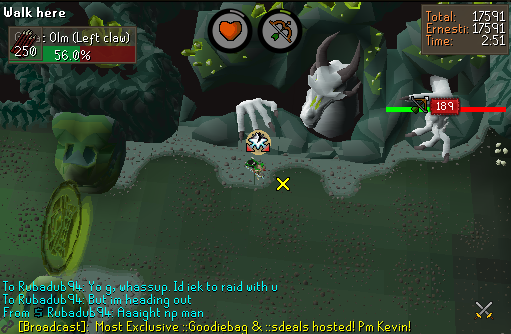 Walk here
Total: 17591
: Olm (Left claw)
Ernesti: 17591
250
56.0%
Time: 2:51
189
To Rubadub94: Yo g, whassup. Id iek to raid with u
To Rubadub94: But im heading out
From S Rubadub94: Aaaight np man
[Broadcast]: Most Exclusive ::Goodiebag & ::sdeals hosted! Pm Kevin!